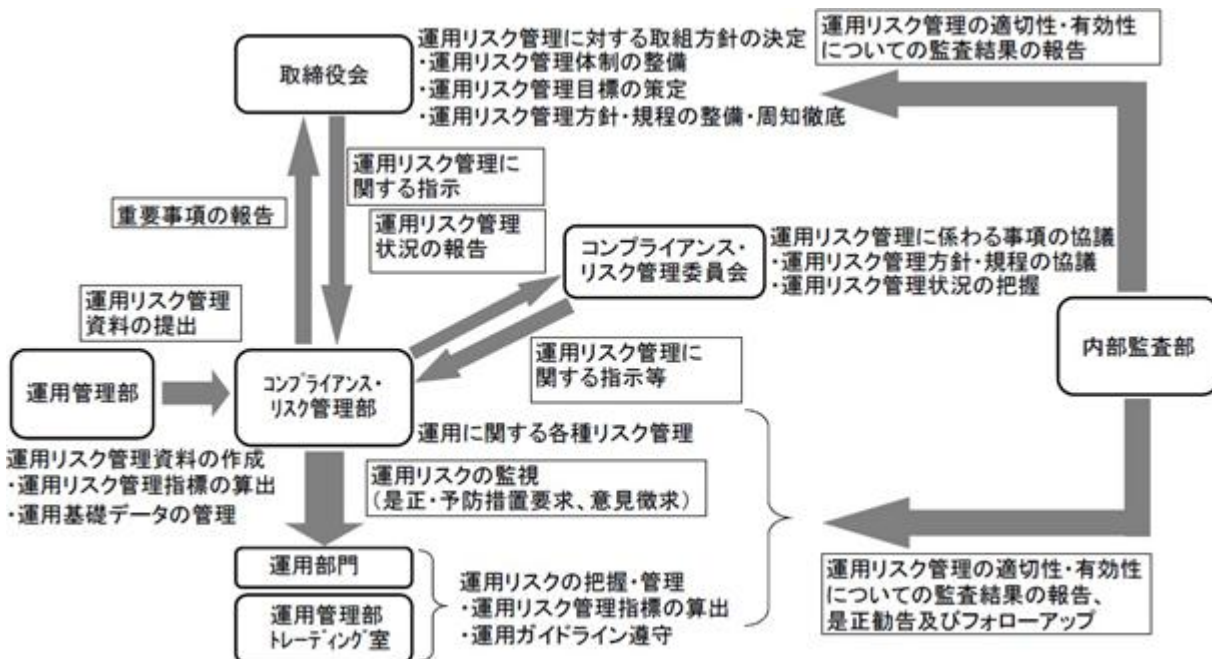 取締役会
運用リスク管理に対する取組方針の決定
・運用リスク管理体制の整備
・運用リスク管理目標の策定
・運用リスク管理方針・規程の整備・周知徹底
運用リスク管理の適切性・有効性
についての監査結果の報告
重要事項の報告
運用リスク管理に
関する指示
運用リスク管理
状況の報告
コンプライアンス・
リスク管理委員会
運用リスク管理に係わる事項の協議
・運用リスク管理方針・規程の協議
・運用リスク管理状況の把握
内部監査部
運用リスク管理
資料の提出
運用管理部
コンプライアンス・
リスク管理部
運用リスク管理に
関する指示等
運用に関する各種リスク管理
運用リスク管理資料の作成
・運用リスク管理指標の算出
・運用基礎データの管理
運用リスクの監視
(是正・予防措置要求、意見徴求)
運用部門
運用管理部
トレーディング室
運用リスクの把握・管理
・運用リスク管理指標の算出
・運用ガイドライン遵守
運用リスク管理の適切性・有効性
についての監査結果の報告、
是正勧告及びフォローアップ